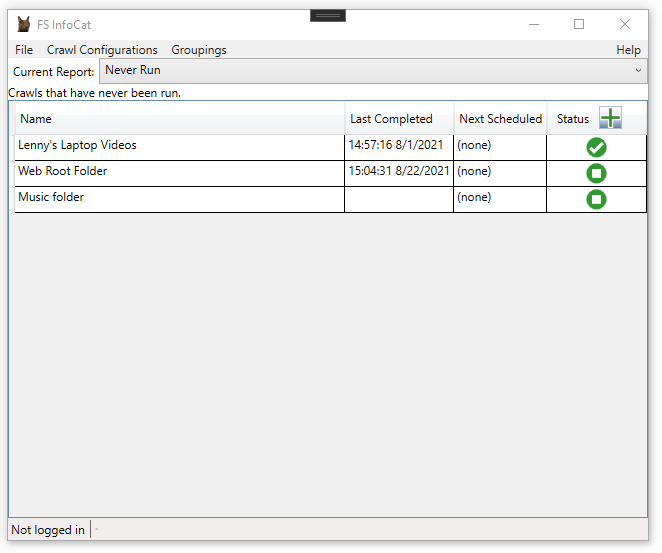 FS InfoCat
File Crawl Configurations Groupings Help
Current Report: Never Run
Crawls that have never been run.
Name Last Completed Next Scheduled Status
Lenny's Laptop Videos 14:57:16 8/1/2021 (none)
Web Root Folder 15:04:31 8/22/2021 (none)
Music folder (none)
Not logged in